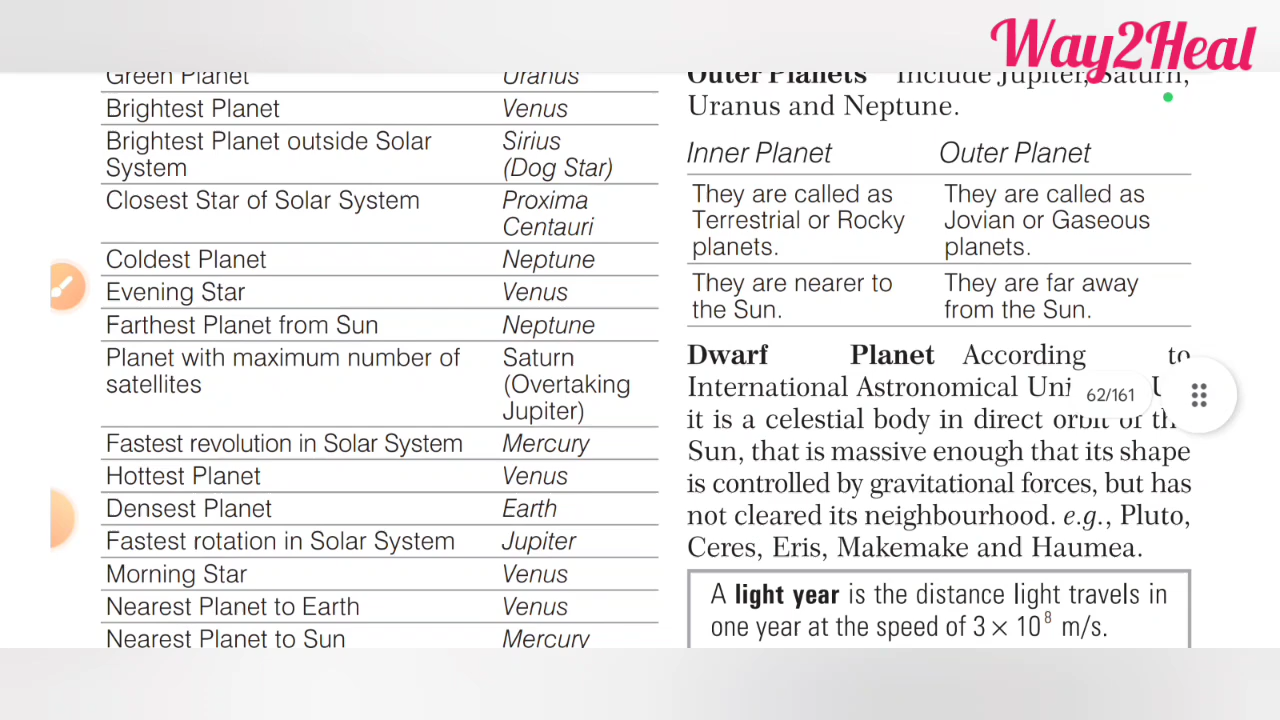 Way2Heal
Green Planet Uranus
Brightest Planet Venus
Brightest Planet outside Solar Sirius
System (Dog Star)
Closest Star of Solar System Proxima
Centauri
Coldest Planet Neptune
Evening Star Venus
Farthest Planet from Sun Neptune
Planet with maximum number of Saturn
satellites (Overtaking
Jupiter)
Fastest revolution in Solar System Mercury
Hottest Planet Venus
Densest Planet Earth
Fastest rotation in Solar System Jupiter
Morning Star Venus
Nearest Planet to Earth Venus
Nearest Planet to Sun Mercury
Outer Planets Include Jupiter, Saturn,
Uranus and Neptune.
Inner Planet Outer Planet
They are called as They are called as
Terrestrial or Rocky Jovian or Gaseous
planets. planets.
They are nearer to They are far away
the Sun. from the Sun.
Dwarf Planet According to
International Astronomical
62/161
it is a celestial body in direct orbit of
Sun, that is massive enough that its shape
is controlled by gravitational forces, but has
not cleared its neighbourhood. e.g., Pluto,
Ceres, Eris, Makemake and Haumea.
A light year is the distance light travels in
one year at the speed of 3 × 10⁸ m/s.